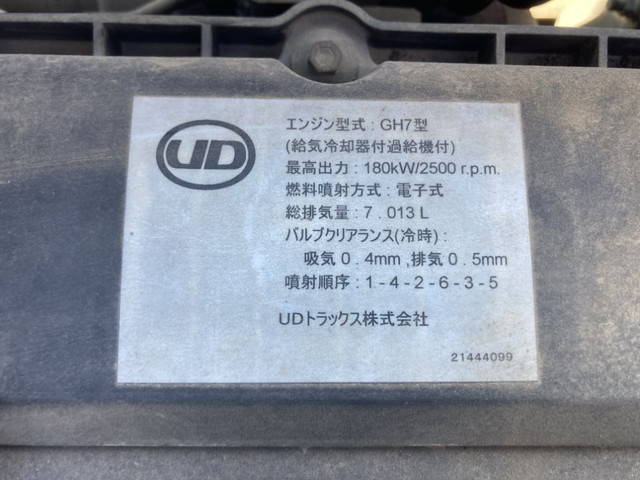 UD
エンジン型式 : GH7型
(給気冷却器付過給機付)
最高出力 : 180kW/2500 r.p.m.
燃料噴射方式 : 電子式
総排気量 : 7 . 013 L
バルブクリアランス(冷時) :
吸気 0 . 4mm ,排気 0 . 5mm
噴射順序 : 1 - 4 - 2 - 6 - 3 - 5
UDトラックス株式会社
21444099